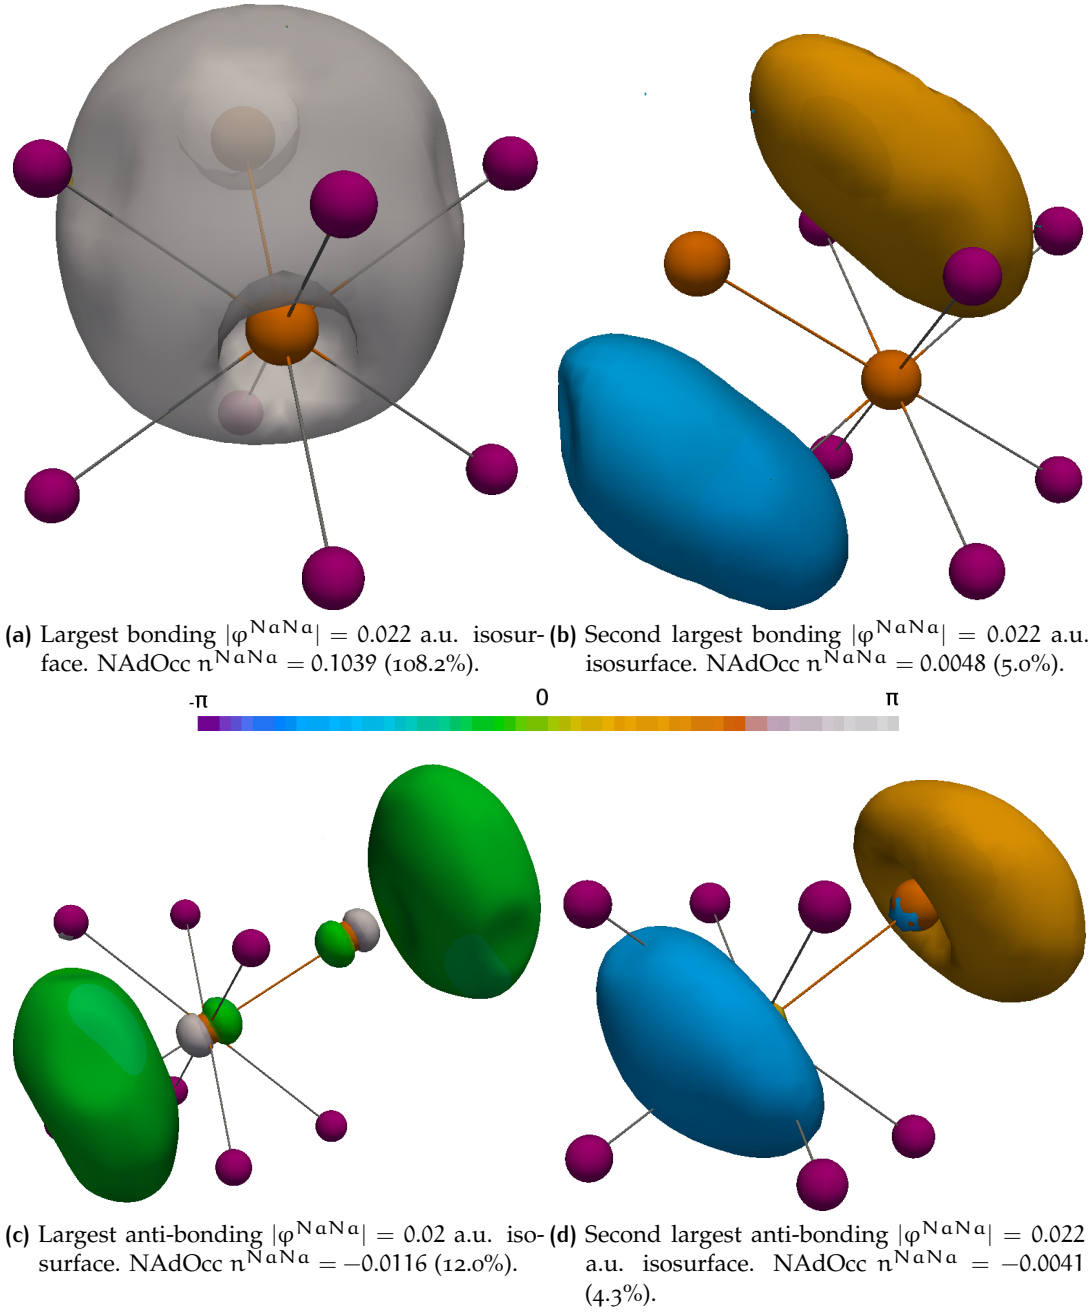 (a) Largest bonding |φ^NaNa| = 0.022 a.u. isosur-
face. NAdOcc n^NaNa = 0.1039 (108.2%).
(b) Second largest bonding |φ^NaNa| = 0.022 a.u.
isosurface. NAdOcc n^NaNa = 0.0048 (5.0%).
-π 0 π
(c) Largest anti-bonding |φ^NaNa| = 0.02 a.u. iso-
surface. NAdOcc n^NaNa = −0.0116 (12.0%).
(d) Second largest anti-bonding |φ^NaNa| = 0.022
a.u. isosurface. NAdOcc n^NaNa = −0.0041
(4.3%).